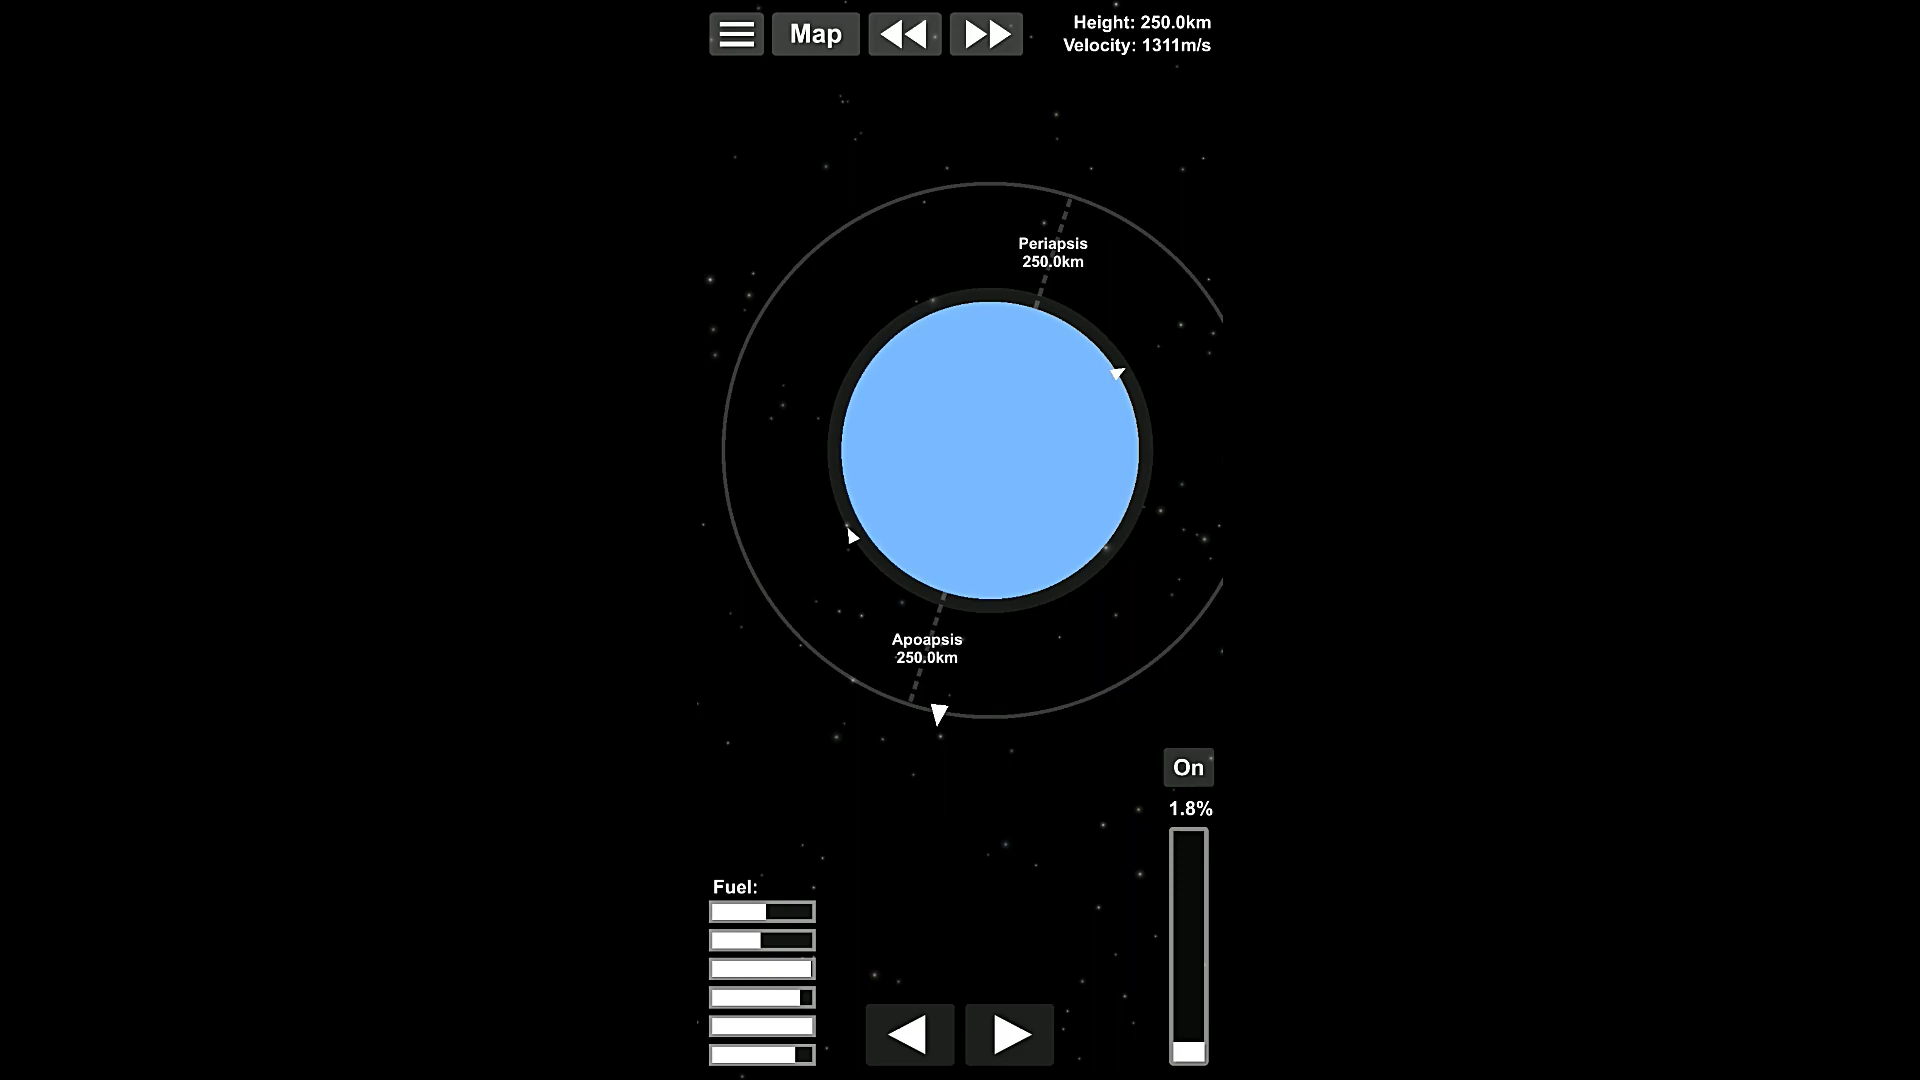 Map
Height: 250.0km
Velocity: 1311m/s
Periapsis
250.0km
Apoapsis
250.0km
On
1.8%
Fuel: